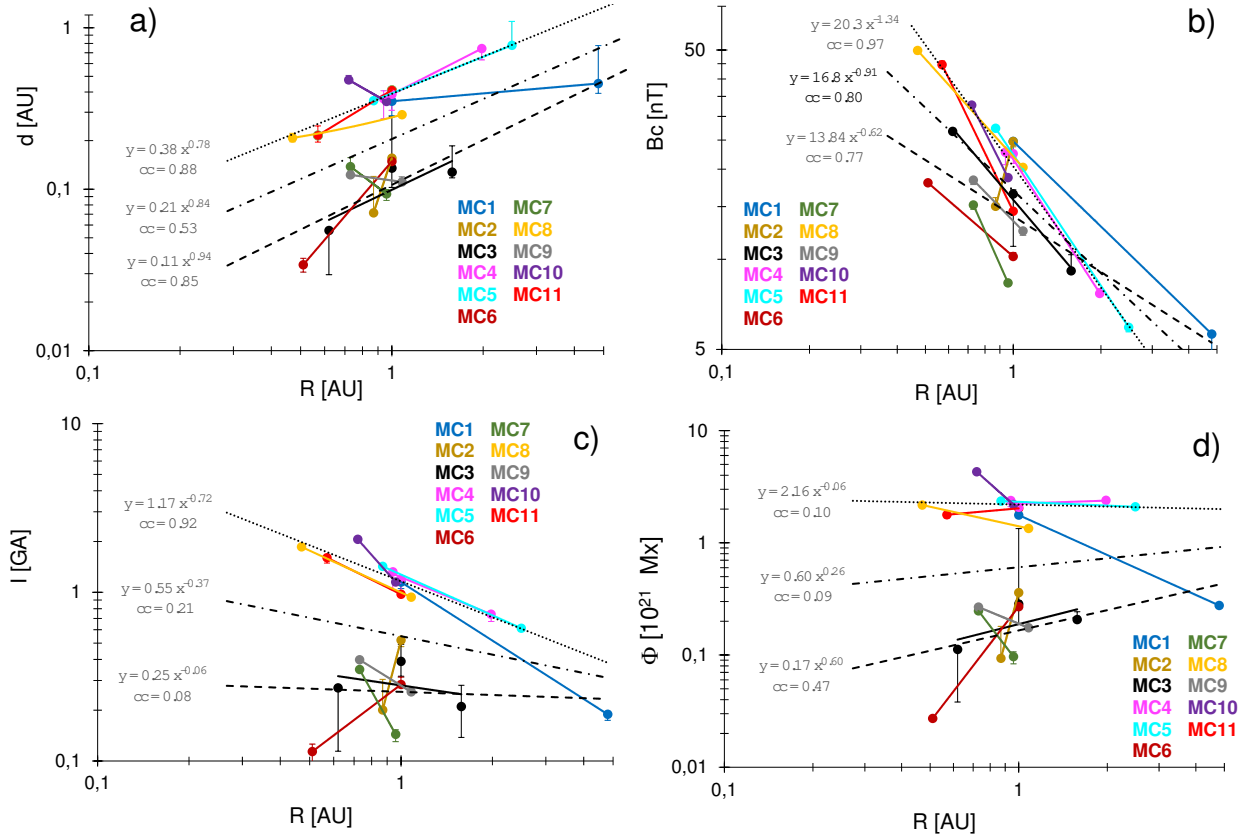 a)
1
0,1
0,01
d [AU]
y = 0.38 x^0.78
cc = 0.88
y = 0.21 x^0.84
cc = 0.53
y = 0.11 x^0.94
cc = 0.85
MC1 MC7
MC2 MC8
MC3 MC9
MC4 MC10
MC5 MC11
MC6
0,1 1
R [AU]
b)
50
5
Bc [nT]
y = 20.3 x^-1.34
cc = 0.97
y = 16.8 x^-0.91
cc = 0.80
y = 13.84 x^-0.62
cc = 0.77
MC1 MC7
MC2 MC8
MC3 MC9
MC4 MC10
MC5 MC11
MC6
0,1 1
R [AU]
c)
10
1
0,1
I [GA]
MC1 MC7
MC2 MC8
MC3 MC9
MC4 MC10
MC5 MC11
MC6
y = 1.17 x^-0.72
cc = 0.92
y = 0.55 x^-0.37
cc = 0.21
y = 0.25 x^-0.06
cc = 0.08
0,1 1
R [AU]
d)
10
1
0,1
0,01
Φ [10^21 Mx]
y = 2.16 x^-0.06
cc = 0.10
y = 0.60 x^0.26
cc = 0.09
y = 0.17 x^0.60
cc = 0.47
MC1 MC7
MC2 MC8
MC3 MC9
MC4 MC10
MC5 MC11
MC6
0,1 1
R [AU]